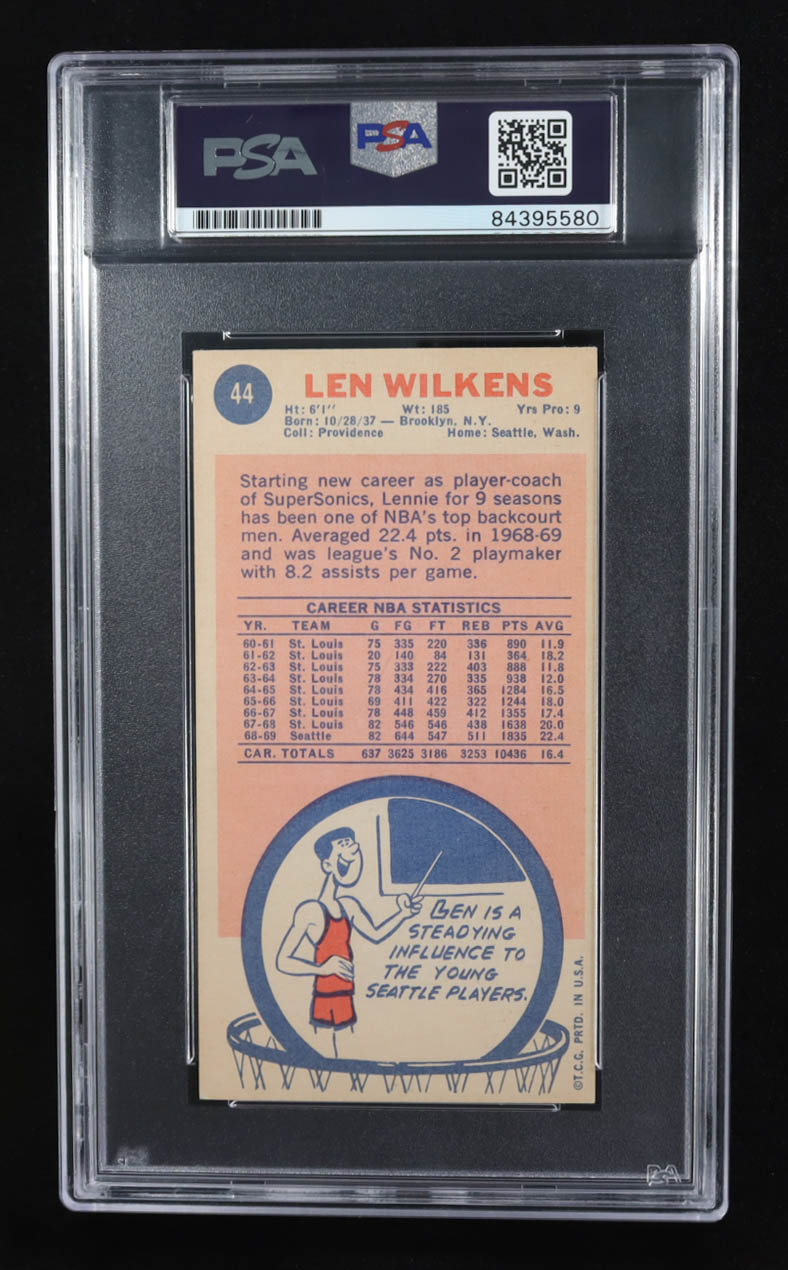 PSA
PSA
84395580
44
LEN WILKENS
Ht: 6'1" Wt: 185 Yrs Pro: 9
Born: 10/28/37 — Brooklyn, N.Y.
Coll: Providence Home: Seattle, Wash.
Starting new career as player-coach
of SuperSonics, Lennie for 9 seasons
has been one of NBA's top backcourt
men. Averaged 22.4 pts. in 1968-69
and was league's No. 2 playmaker
with 8.2 assists per game.
CAREER NBA STATISTICS
YR. TEAM G FG FT REB PTS AVG
60-61 St. Louis 75 335 220 336 890 11.9
61-62 St. Louis 20 140 84 131 364 18.2
62-63 St. Louis 75 333 222 403 888 11.8
63-64 St. Louis 78 334 270 335 938 12.0
64-65 St. Louis 78 434 416 365 1284 16.5
65-66 St. Louis 69 411 422 322 1244 18.0
66-67 St. Louis 78 448 459 412 1355 17.4
67-68 St. Louis 82 546 546 438 1638 20.0
68-69 Seattle 82 644 547 511 1835 22.4
CAR. TOTALS 637 3625 3186 3253 10436 16.4
LEN IS A
STEADYING
INFLUENCE TO
THE YOUNG
SEATTLE PLAYERS.
©T.C.G. PRTD. IN U.S.A.
PSA